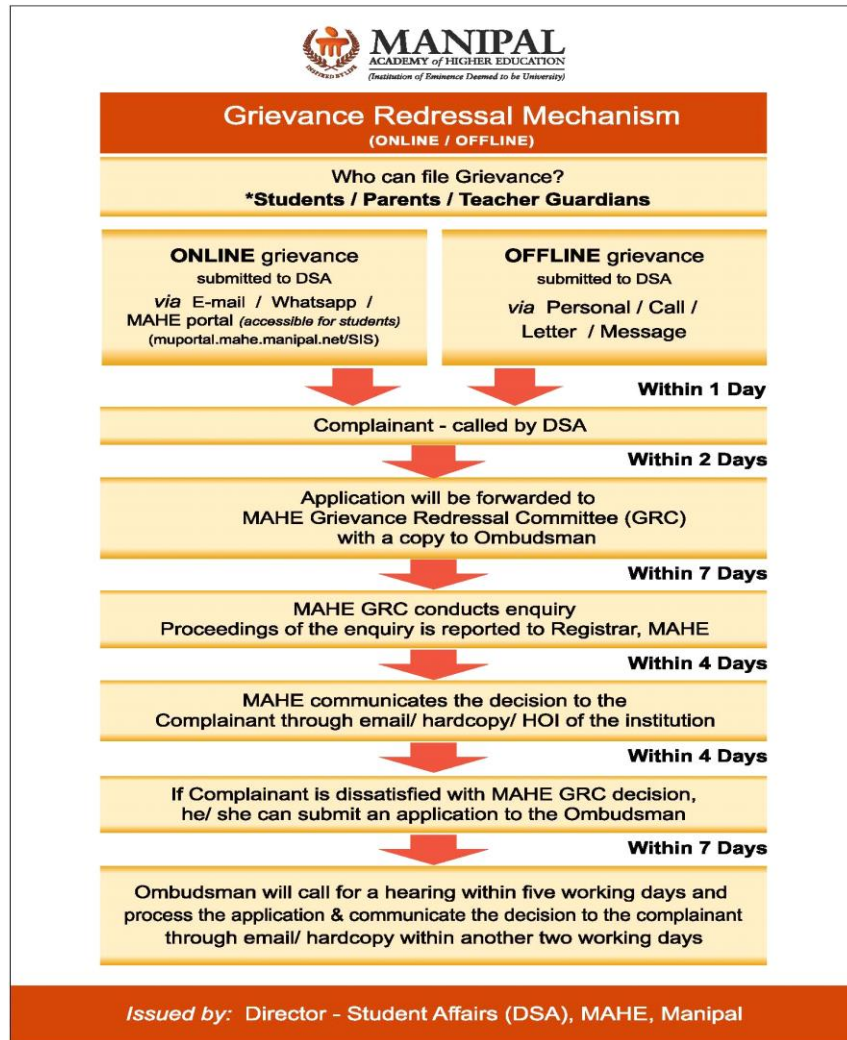 MANIPAL
ACADEMY of HIGHER EDUCATION
(Institution of Eminence Deemed to be University)
INSPIRED BY LIFE
Grievance Redressal Mechanism
(ONLINE / OFFLINE)
Who can file Grievance?
*Students / Parents / Teacher Guardians
ONLINE grievance
submitted to DSA
via E-mail / Whatsapp /
MAHE portal (accessible for students)
(muportal.mahe.manipal.net/SIS)
OFFLINE grievance
submitted to DSA
via Personal / Call /
Letter / Message
Within 1 Day
Complainant - called by DSA
Within 2 Days
Application will be forwarded to
MAHE Grievance Redressal Committee (GRC)
with a copy to Ombudsman
Within 7 Days
MAHE GRC conducts enquiry
Proceedings of the enquiry is reported to Registrar, MAHE
Within 4 Days
MAHE communicates the decision to the
Complainant through email/ hardcopy/ HOI of the institution
Within 4 Days
If Complainant is dissatisfied with MAHE GRC decision,
he/ she can submit an application to the Ombudsman
Within 7 Days
Ombudsman will call for a hearing within five working days and
process the application & communicate the decision to the complainant
through email/ hardcopy within another two working days
Issued by: Director - Student Affairs (DSA), MAHE, Manipal